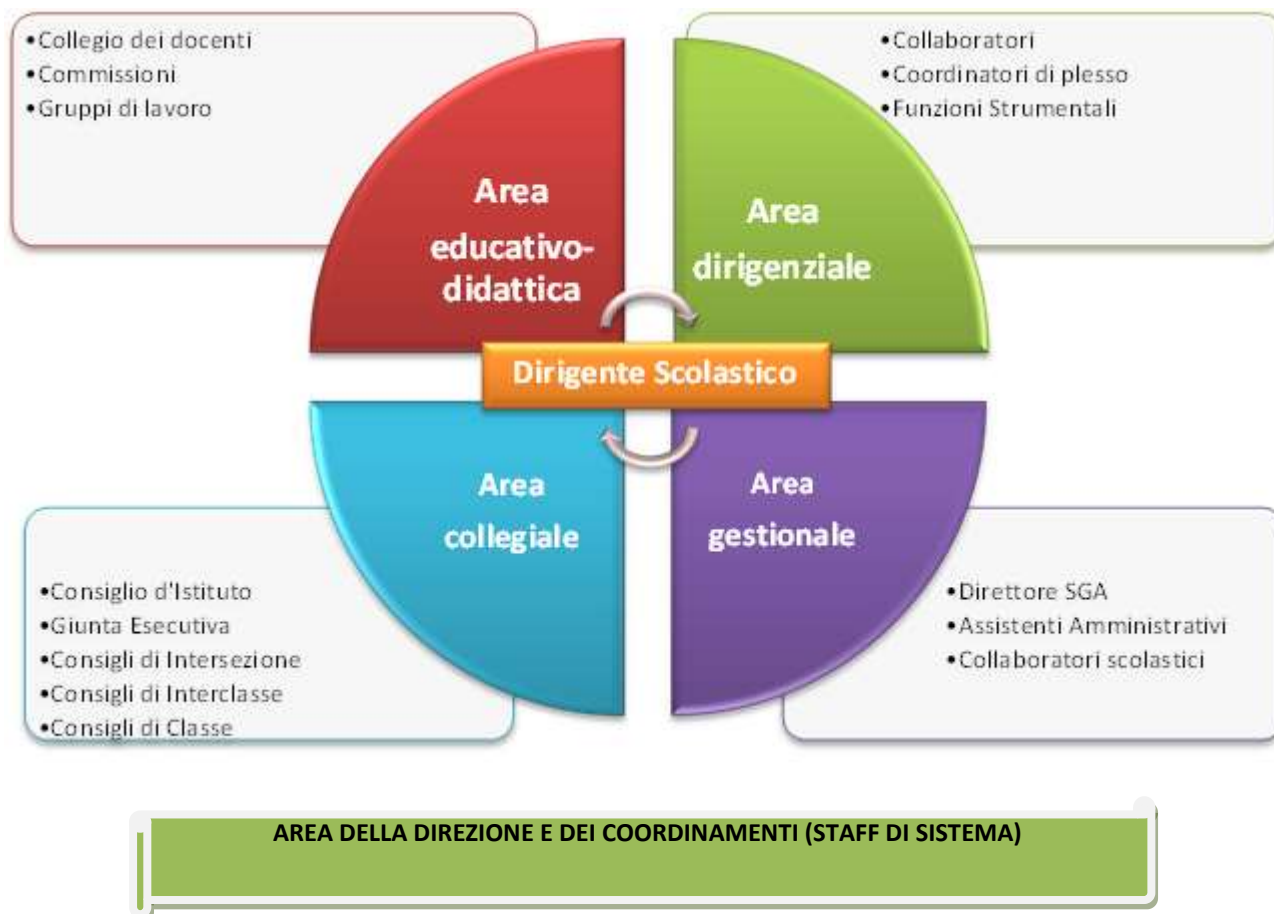 •Collegio dei docenti
•Commissioni
•Gruppi di lavoro
•Collaboratori
•Coordinatori di plesso
•Funzioni Strumentali
Area
educativo-
didattica
Area
dirigenziale
Dirigente Scolastico
Area
collegiale
Area
gestionale
•Consiglio d'Istituto
•Giunta Esecutiva
•Consigli di Intersezione
•Consigli di Interclasse
•Consigli di Classe
•Direttore SGA
•Assistenti Amministrativi
•Collaboratori scolastici
AREA DELLA DIREZIONE E DEI COORDINAMENTI (STAFF DI SISTEMA)